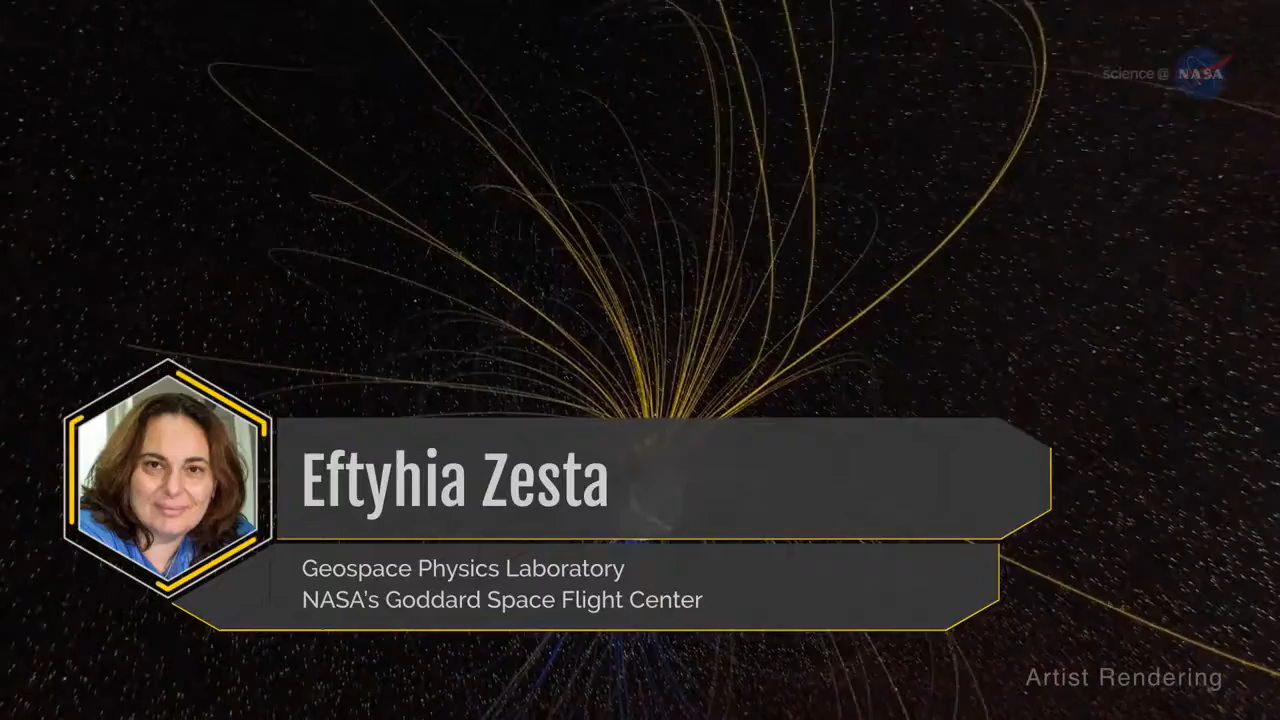 science@ NASA
Eftyhia Zesta
Geospace Physics Laboratory
NASA's Goddard Space Flight Center
Artist Rendering